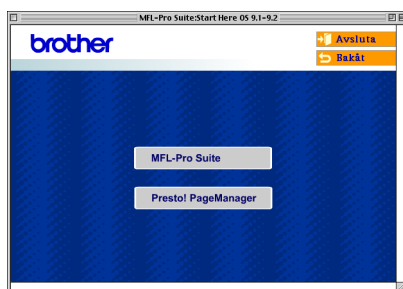 MFL-Pro Suite:Start Here OS 9.1-9.2
brother
Avsluta
Bakåt
MFL-Pro Suite
Presto! PageManager